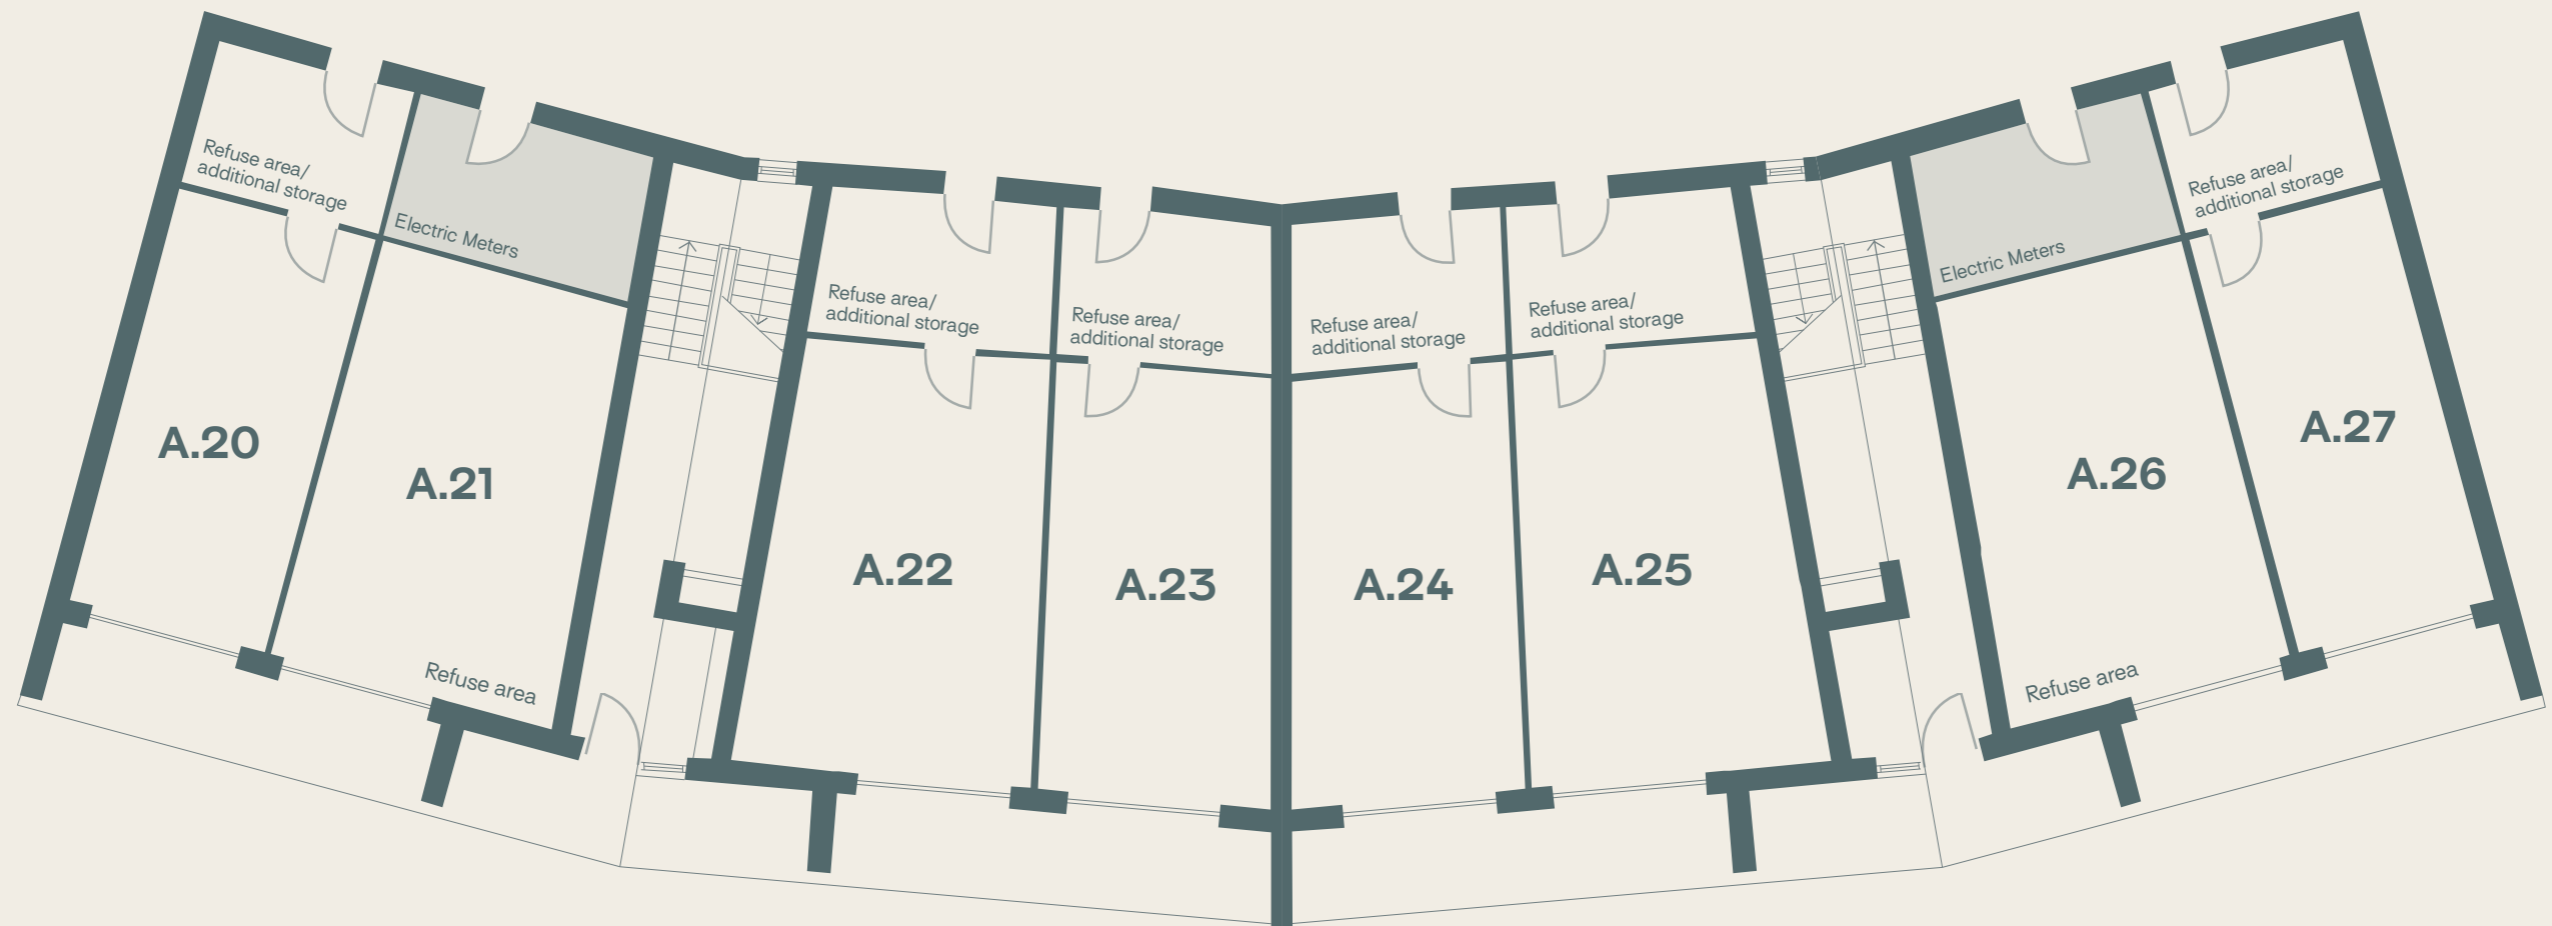 Refuse area/
additional storage
Electric Meters
A.20
A.21
Refuse area
Refuse area/
additional storage
A.22
Refuse area/
additional storage
A.23
Refuse area/
additional storage
A.24
Refuse area/
additional storage
A.25
Electric Meters
A.26
Refuse area
Refuse area/
additional storage
A.27